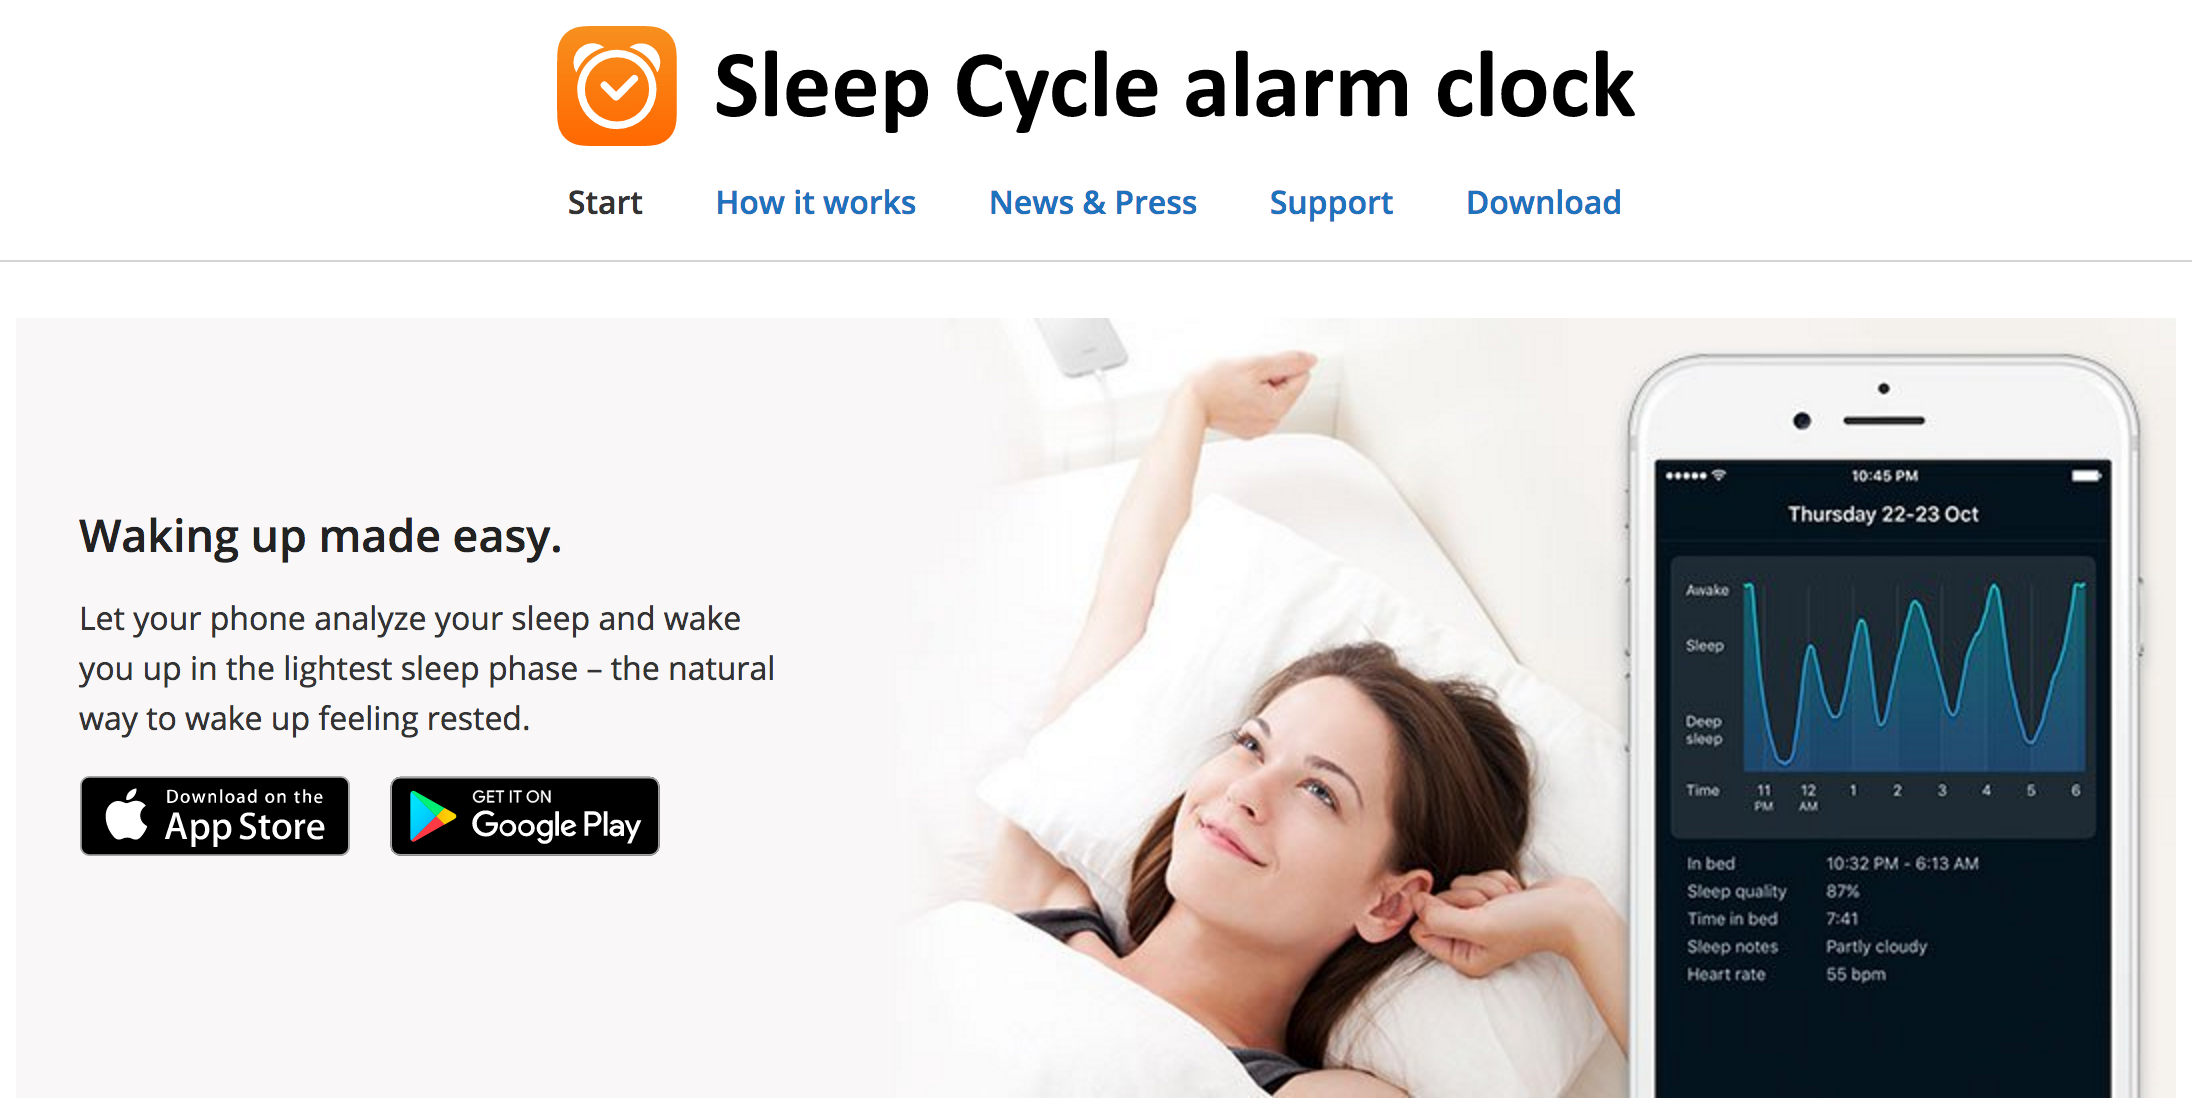 Sleep Cycle alarm clock
Start How it works News & Press Support Download
Waking up made easy.
Let your phone analyze your sleep and wake
you up in the lightest sleep phase – the natural
way to wake up feeling rested.
Download on the
App Store
GET IT ON
Google Play
10:45 PM
Thursday 22-23 Oct
Awake
Sleep
Deep
sleep
Time 11 12 1 2 3 4 5 6
PM AM
In bed 10:32 PM - 6:13 AM
Sleep quality 87%
Time in bed 7:41
Sleep notes Partly cloudy
Heart rate 55 bpm